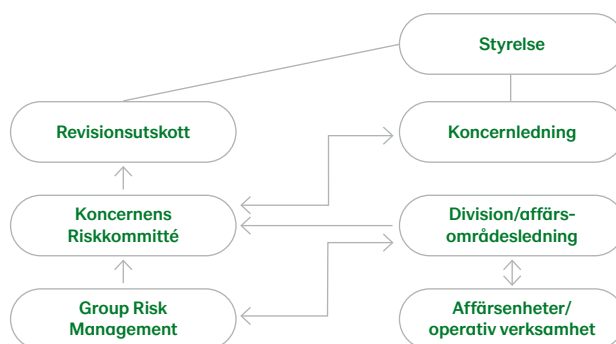 Styrelse
Revisionsutskott
Koncernledning
Koncernens
Riskkommitté
Division/affärs-
områdesledning
Group Risk
Management
Affärsenheter/
operativ verksamhet